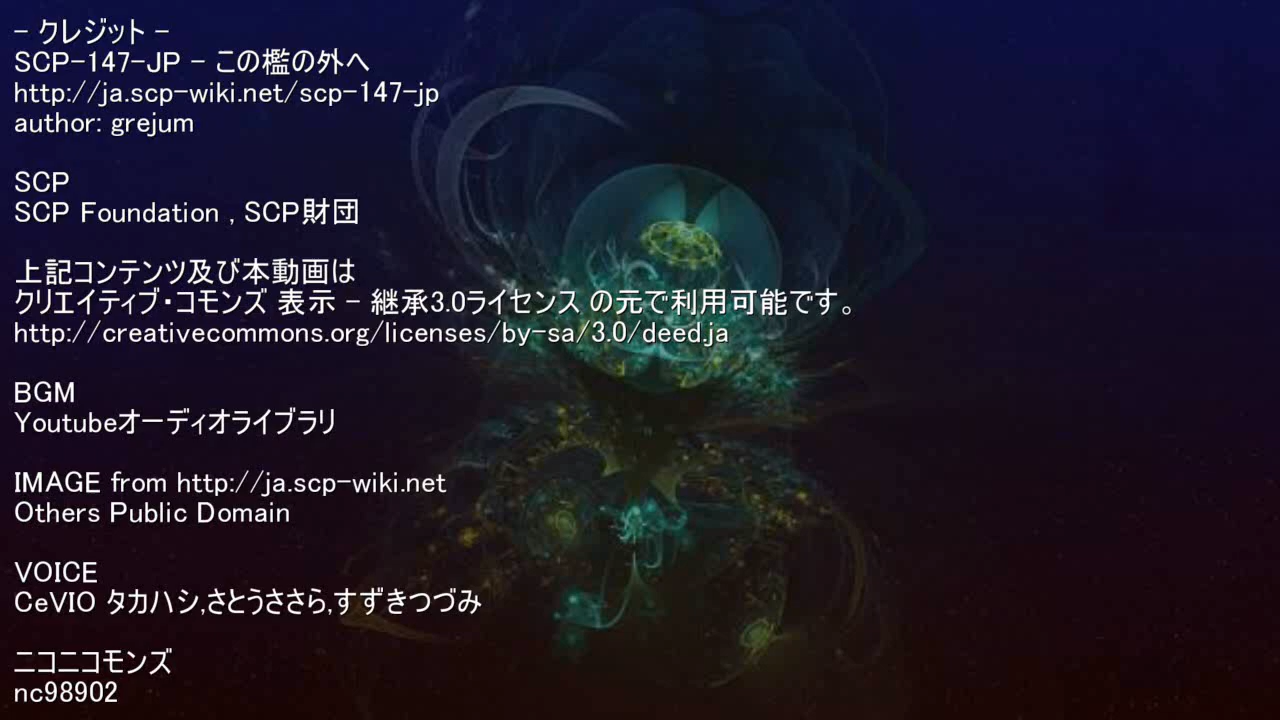 - クレジット -
SCP-147-JP - この檻の外へ
http://ja.scp-wiki.net/scp-147-jp
author: grejum
SCP
SCP Foundation , SCP財団
上記コンテンツ及び本動画は
クリエイティブ・コモンズ 表示 - 継承3.0ライセンス の元で利用可能です。
http://creativecommons.org/licenses/by-sa/3.0/deed.ja
BGM
Youtubeオーディオライブラリ
IMAGE from http://ja.scp-wiki.net
Others Public Domain
VOICE
CeVIO タカハシ,さとうささら,すずきつづみ
ニコニコモンズ
nc98902